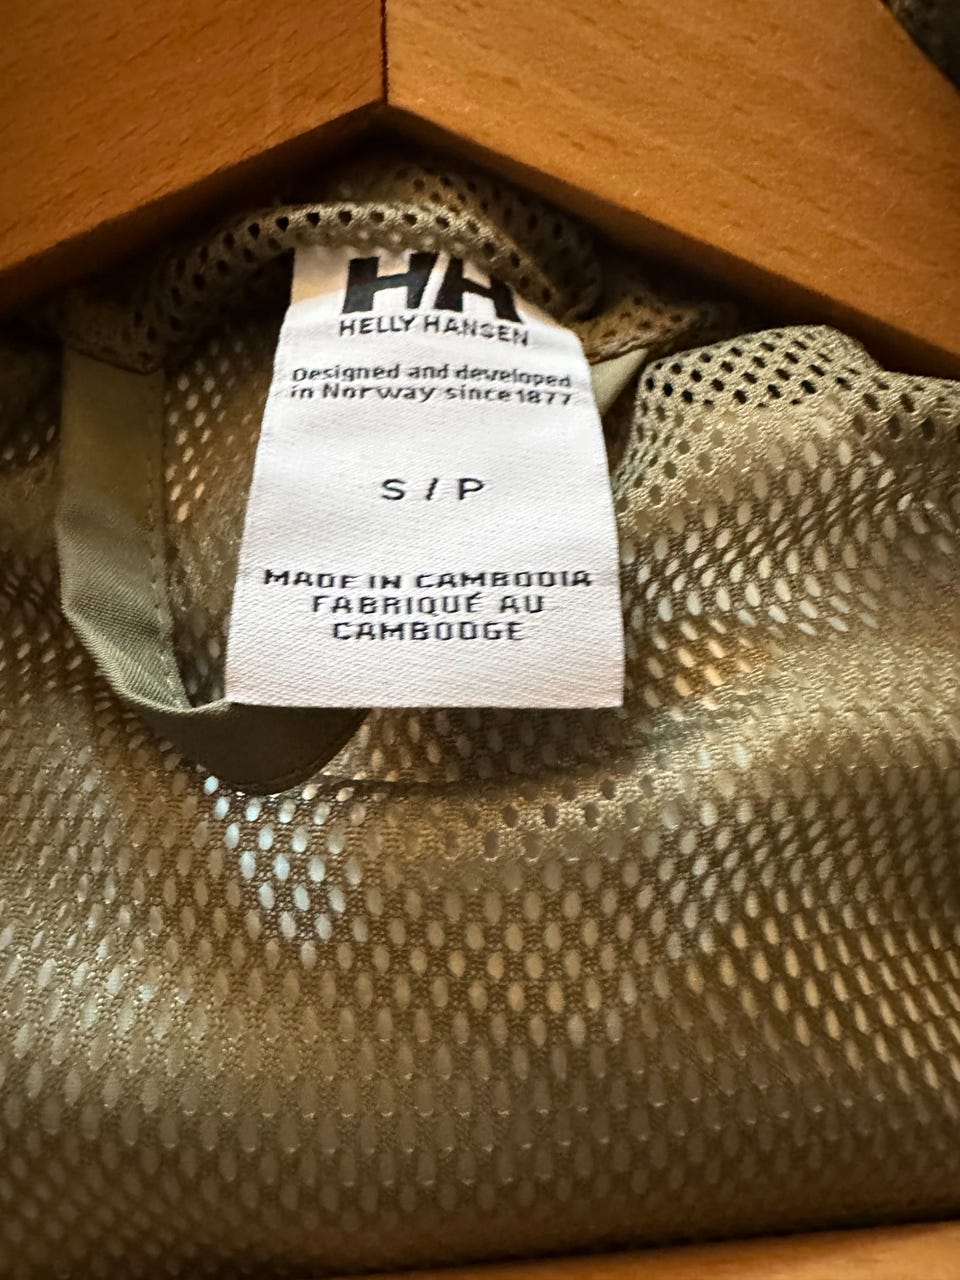 HH
HELLY HANSEN
Designed and developed
in Norway since 1877
S / P
MADE IN CAMBODIA
FABRIQUÉ AU
CAMBODGE